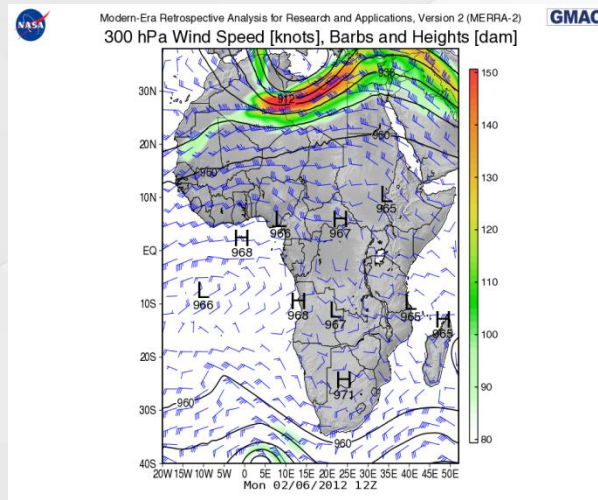 NASA
Modern-Era Retrospective Analysis for Research and Applications, Version 2 (MERRA-2)
GMAO
300 hPa Wind Speed [knots], Barbs and Heights [dam]
150
140
130
120
110
100
90
80
30N
20N
10N
EQ
10S
20S
30S
40S
912
936
960
960
L
965
L
966
H
967
H
968
L
966
H
968
L
967
L
965
H
968
H
971
960
960
20W 15W 10W 5W 0 5E 10E 15E 20E 25E 30E 35E 40E 45E 50E
Mon 02/06/2012 12Z